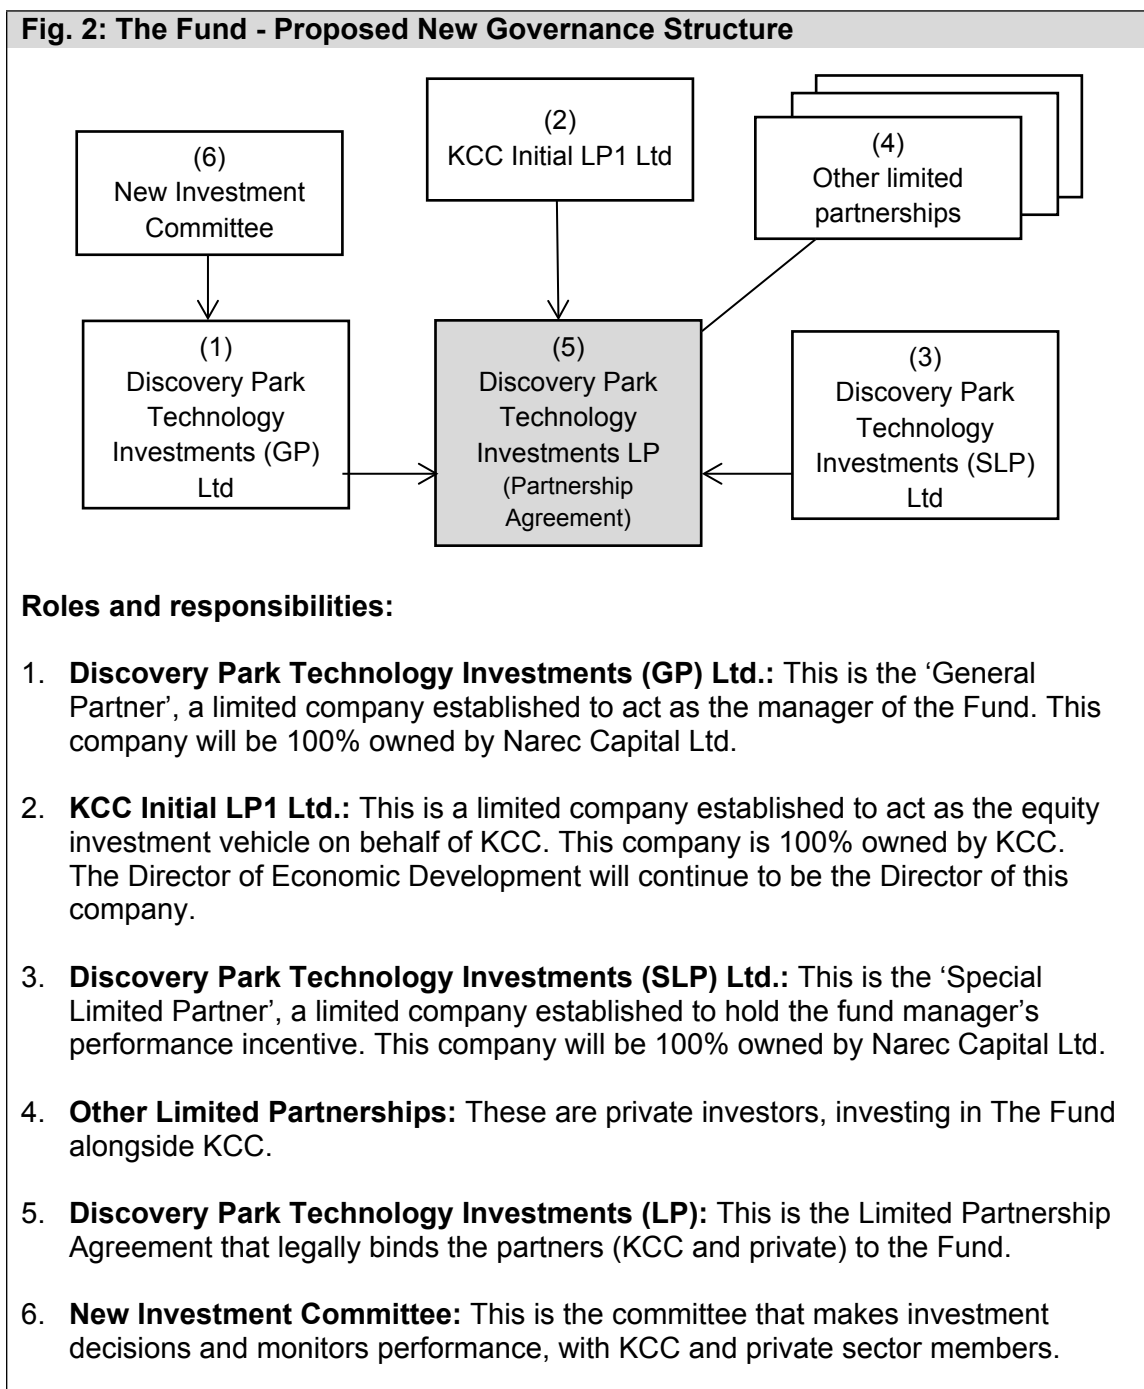 Fig. 2: The Fund - Proposed New Governance Structure
(6)
New Investment
Committee
(2)
KCC Initial LP1 Ltd
(4)
Other limited
partnerships
(1)
Discovery Park
Technology
Investments (GP)
Ltd
(5)
Discovery Park
Technology
Investments LP
(Partnership
Agreement)
(3)
Discovery Park
Technology
Investments (SLP)
Ltd
Roles and responsibilities:
1. Discovery Park Technology Investments (GP) Ltd.: This is the ‘General
Partner’, a limited company established to act as the manager of the Fund. This
company will be 100% owned by Narec Capital Ltd.
2. KCC Initial LP1 Ltd.: This is a limited company established to act as the equity
investment vehicle on behalf of KCC. This company is 100% owned by KCC.
The Director of Economic Development will continue to be the Director of this
company.
3. Discovery Park Technology Investments (SLP) Ltd.: This is the ‘Special
Limited Partner’, a limited company established to hold the fund manager’s
performance incentive. This company will be 100% owned by Narec Capital Ltd.
4. Other Limited Partnerships: These are private investors, investing in The Fund
alongside KCC.
5. Discovery Park Technology Investments (LP): This is the Limited Partnership
Agreement that legally binds the partners (KCC and private) to the Fund.
6. New Investment Committee: This is the committee that makes investment
decisions and monitors performance, with KCC and private sector members.